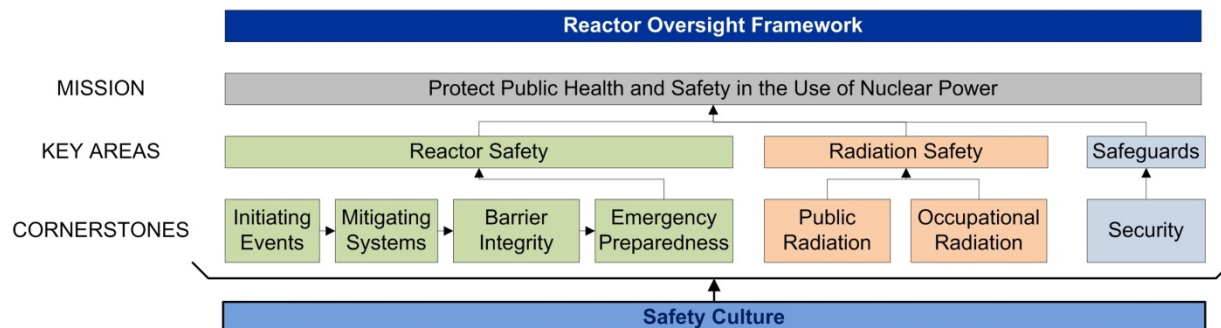 Reactor Oversight Framework
MISSION
Protect Public Health and Safety in the Use of Nuclear Power
KEY AREAS
Reactor Safety
Radiation Safety
Safeguards
CORNERSTONES
Initiating
Events
Mitigating
Systems
Barrier
Integrity
Emergency
Preparedness
Public
Radiation
Occupational
Radiation
Security
Safety Culture